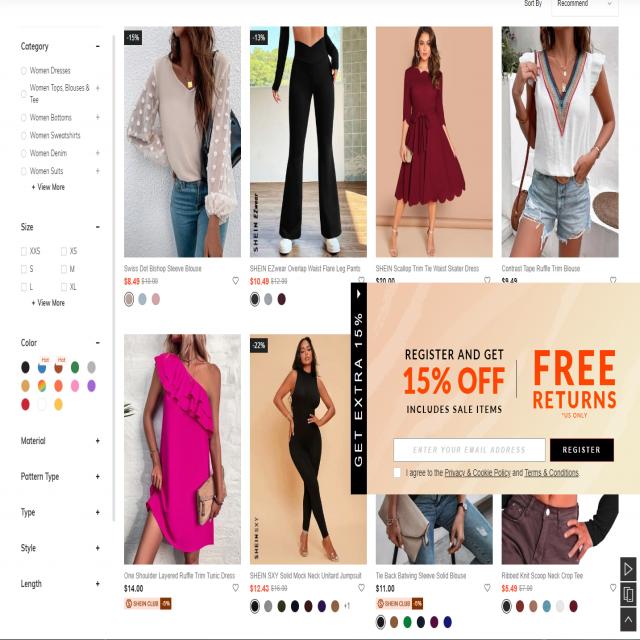 Sort By
Recommend
Category
−
Women Dresses
Women Tops, Blouses & +
Tee
Women Bottoms +
Women Sweatshirts
Women Denim +
Women Suits +
+ View More
Size −
XXS
XS
S
M
L
XL
+ View More
Color −
Hot
Hot
Material +
Pattern Type +
Type +
Style +
Length +
-15%
Swiss Dot Bishop Sleeve Blouse
$8.49 $10.00
-13%
SHEIN EZwear
SHEIN EZwear Overlap Waist Flare Leg Pants
$10.49 $12.00
SHEIN Scallop Trim Tie Waist Skater Dress
$20.00
Contrast Tape Ruffle Trim Blouse
$9.49
One Shoulder Layered Ruffle Trim Tunic Dress
$14.00
SHEIN CLUB -5%
-22%
SHEIN SXY
SHEIN SXY Solid Mock Neck Unitard Jumpsuit
$12.43 $16.00
+1
Tie Back Batwing Sleeve Solid Blouse
$11.00
SHEIN CLUB -5%
Ribbed Knit Scoop Neck Crop Tee
$5.49 $7.00
GET EXTRA 15%
REGISTER AND GET
15% OFF
INCLUDES SALE ITEMS
FREE
RETURNS
*US ONLY
ENTER YOUR EMAIL ADDRESS
REGISTER
I agree to the Privacy & Cookie Policy and Terms & Conditions.